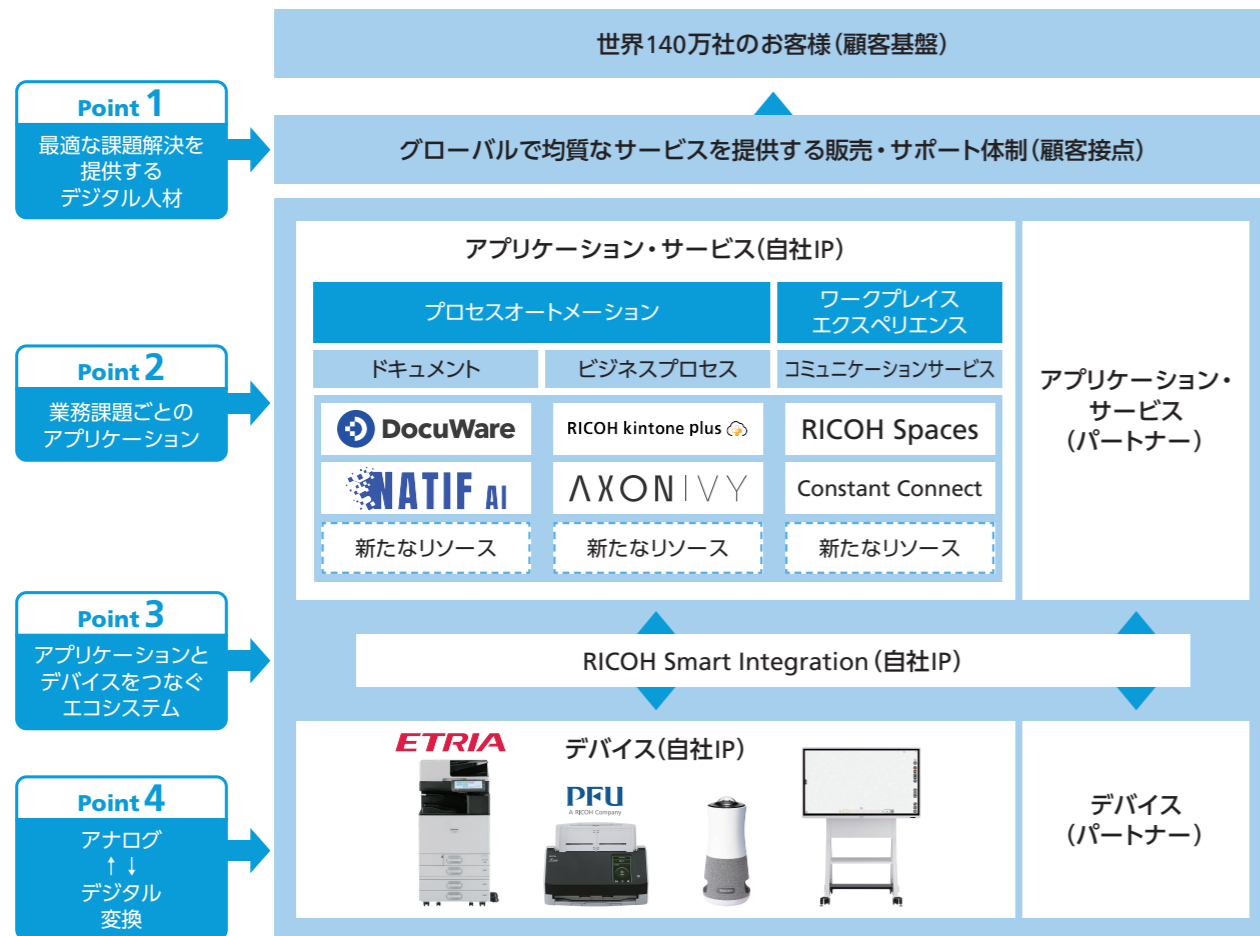 世界140万社のお客様（顧客基盤）
Point 1
最適な課題解決を
提供する
デジタル人材
グローバルで均質なサービスを提供する販売・サポート体制（顧客接点）
アプリケーション・サービス（自社IP）
プロセスオートメーション
ワークプレイス
エクスペリエンス
ドキュメント
ビジネスプロセス
コミュニケーションサービス
Point 2
業務課題ごとの
アプリケーション
DocuWare
RICOH kintone plus
RICOH Spaces
NATIF AI
AXONIVY
Constant Connect
新たなリソース
新たなリソース
新たなリソース
アプリケーション・
サービス
（パートナー）
Point 3
アプリケーションと
デバイスをつなぐ
エコシステム
RICOH Smart Integration（自社IP）
Point 4
アナログ
↑↓
デジタル
変換
ETRIA
デバイス（自社IP）
PFU
A RICOH Company
デバイス
（パートナー）